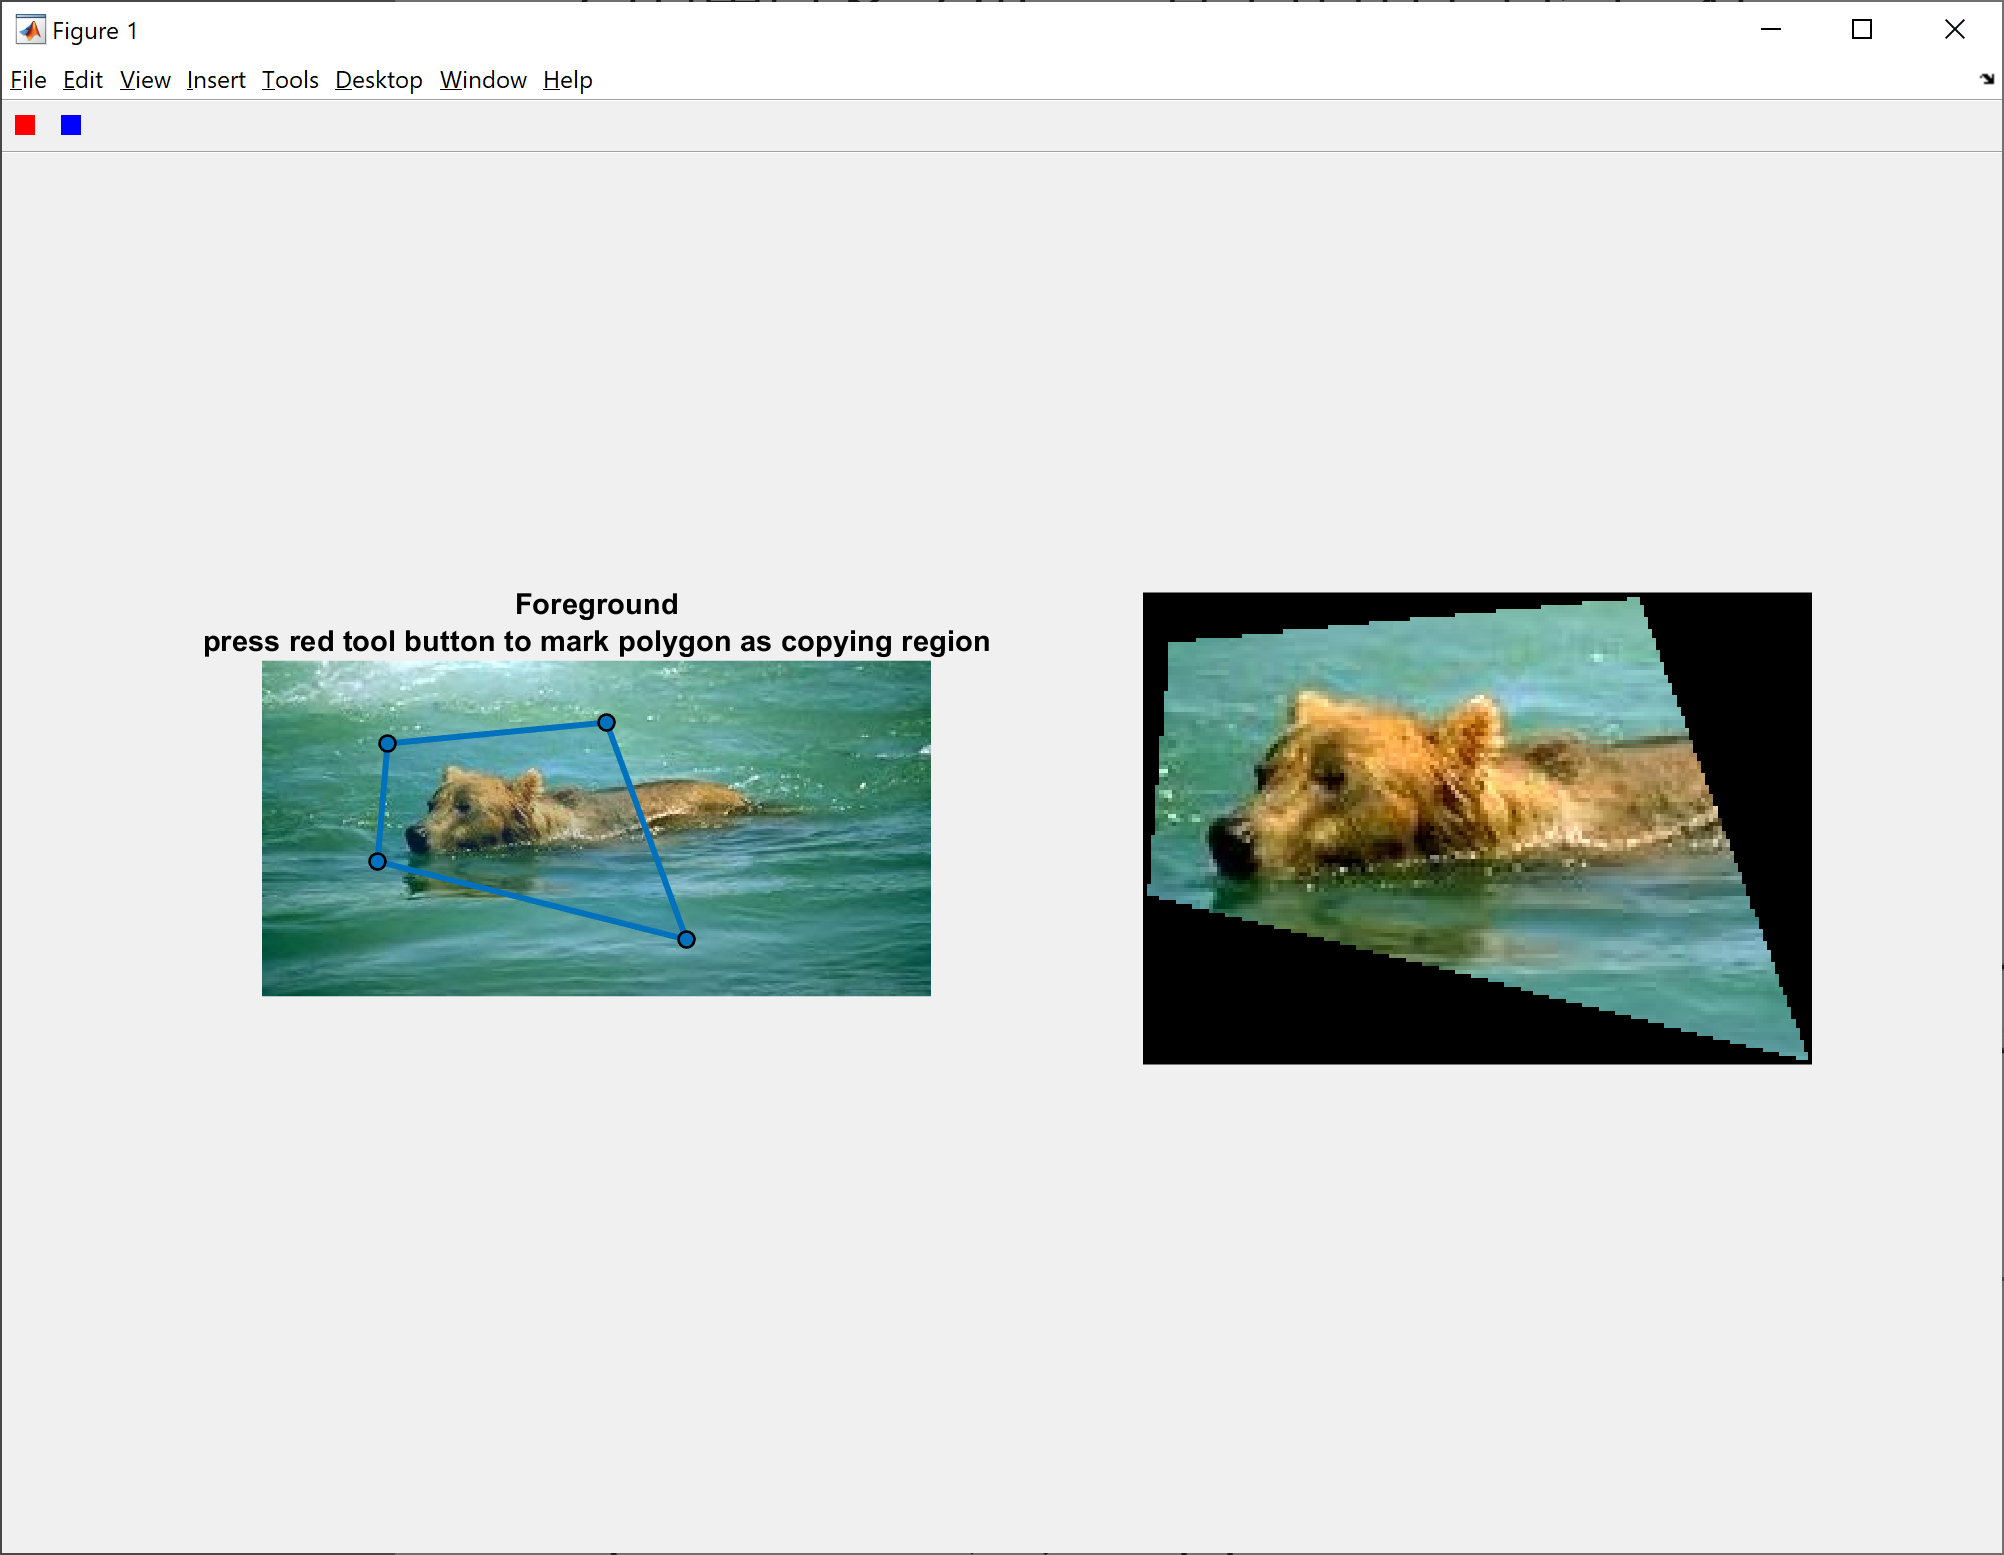 Figure 1
File Edit View Insert Tools Desktop Window Help
Foreground
press red tool button to mark polygon as copying region